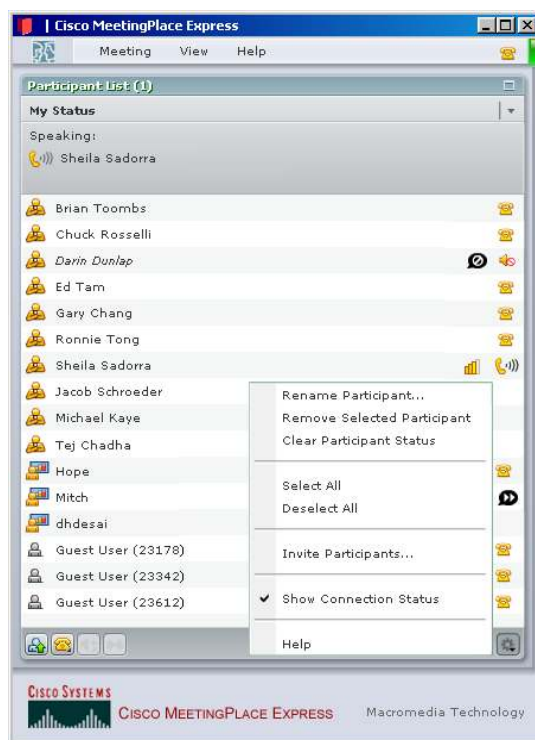 | Cisco MeetingPlace Express
Meeting View Help
Participant List (1)
My Status
Speaking:
Sheila Sadorra
Brian Toombs
Chuck Rosselli
Darin Dunlap
Ed Tam
Gary Chang
Ronnie Tong
Sheila Sadorra
Jacob Schroeder
Michael Kaye
Tej Chadha
Hope
Mitch
dhdesai
Guest User (23178)
Guest User (23342)
Guest User (23612)
Rename Participant...
Remove Selected Participant
Clear Participant Status
Select All
Deselect All
Invite Participants...
Show Connection Status
Help
CISCO SYSTEMS
CISCO MEETINGPLACE EXPRESS Macromedia Technology